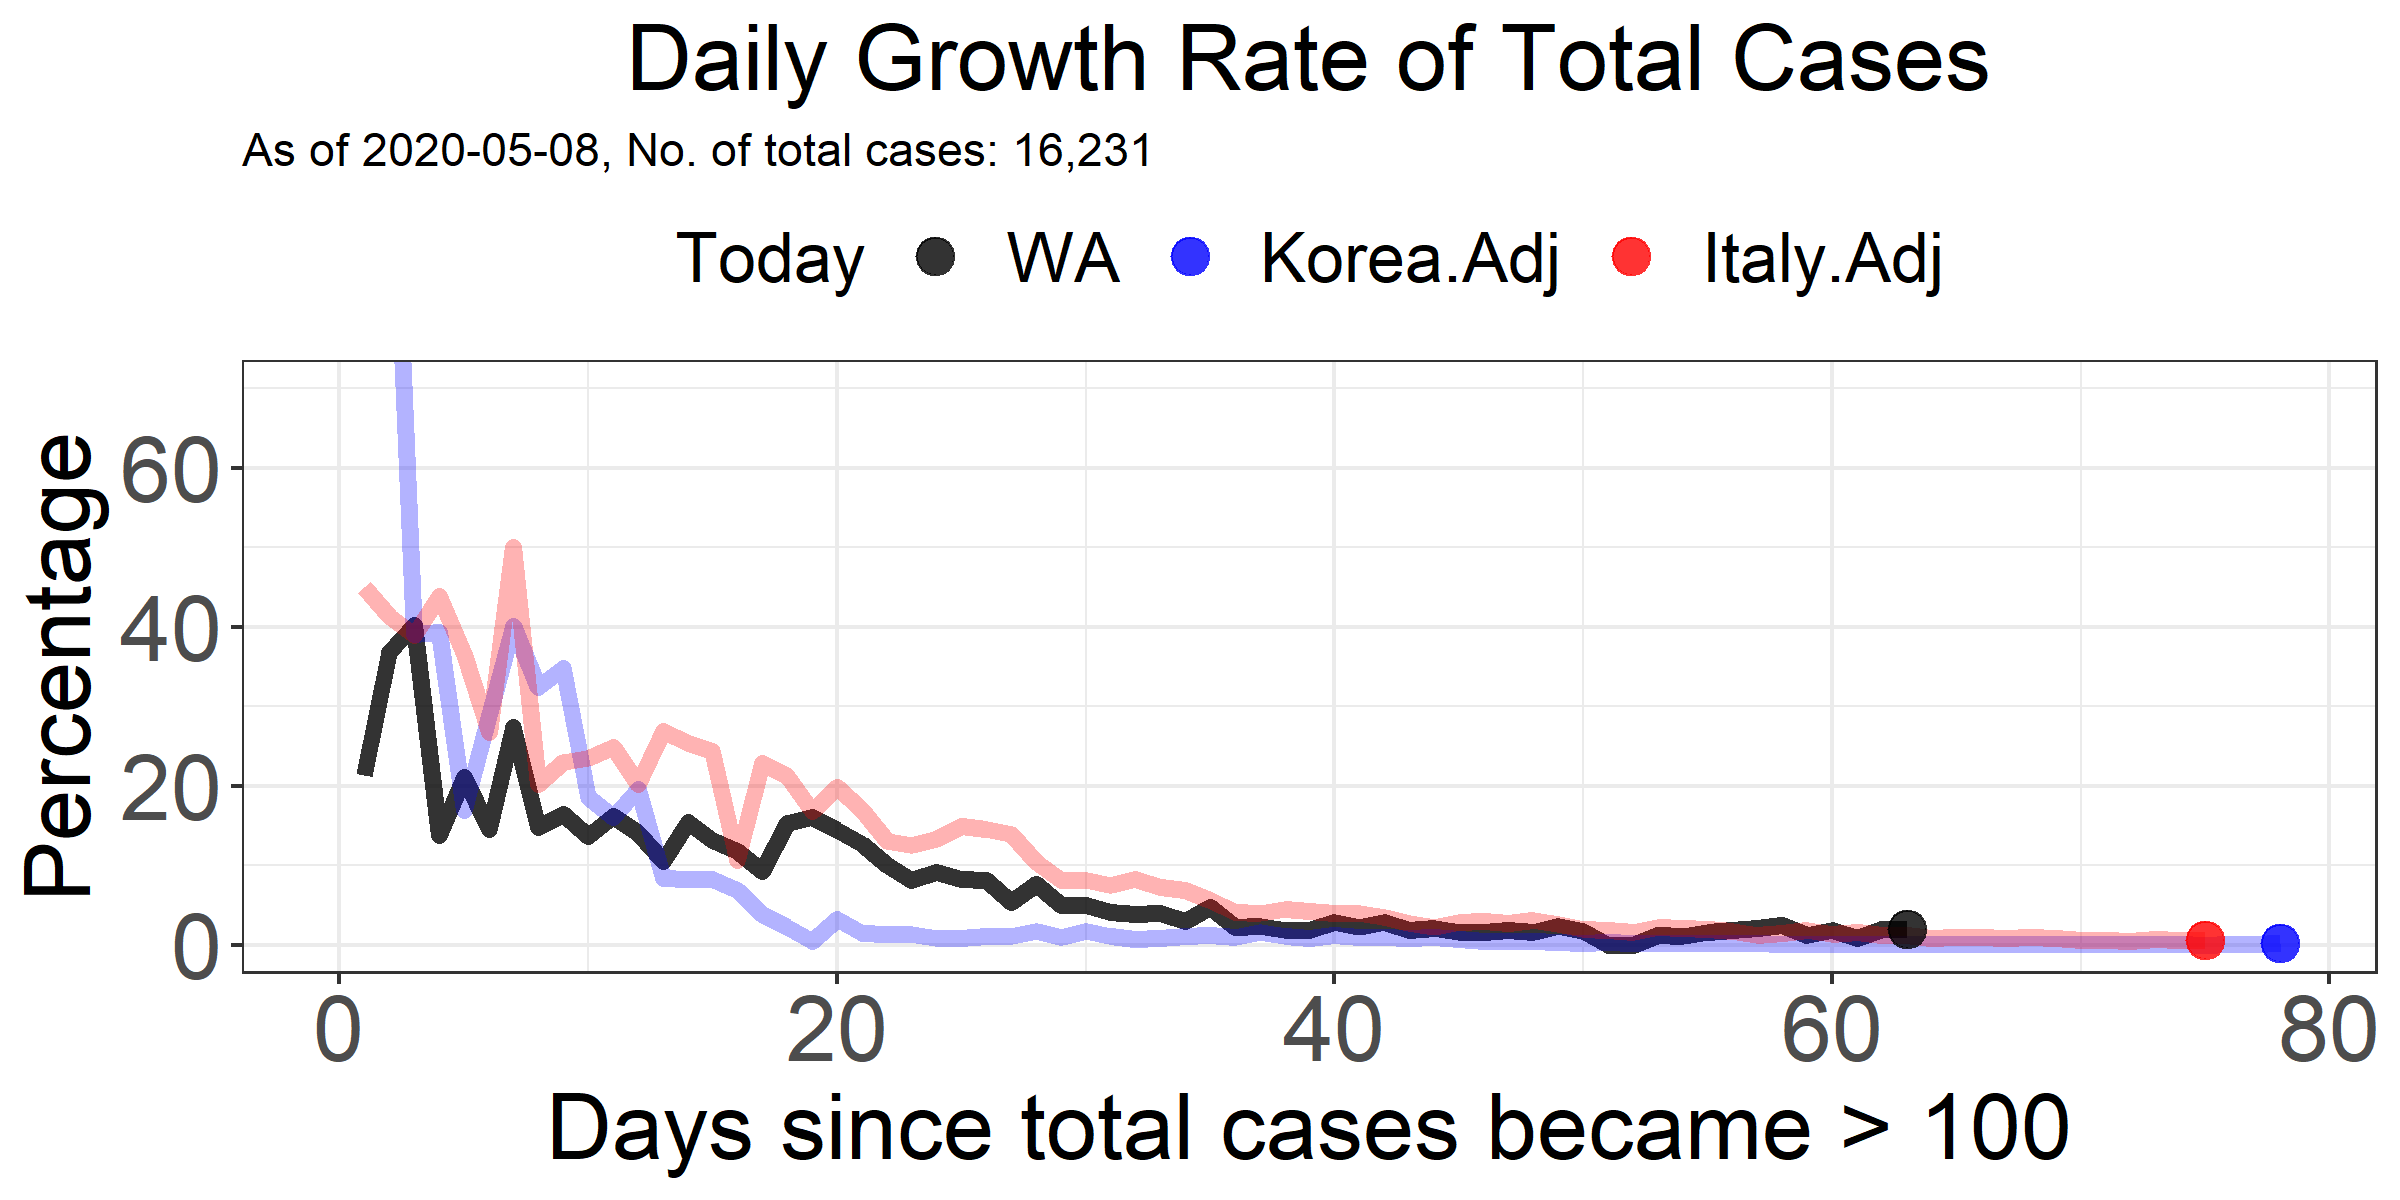 Daily Growth Rate of Total Cases
As of 2020-05-08, No. of total cases: 16,231
Today WA Korea.Adj Italy.Adj
Percentage
60
40
20
0
0 20 40 60 80
Days since total cases became > 100